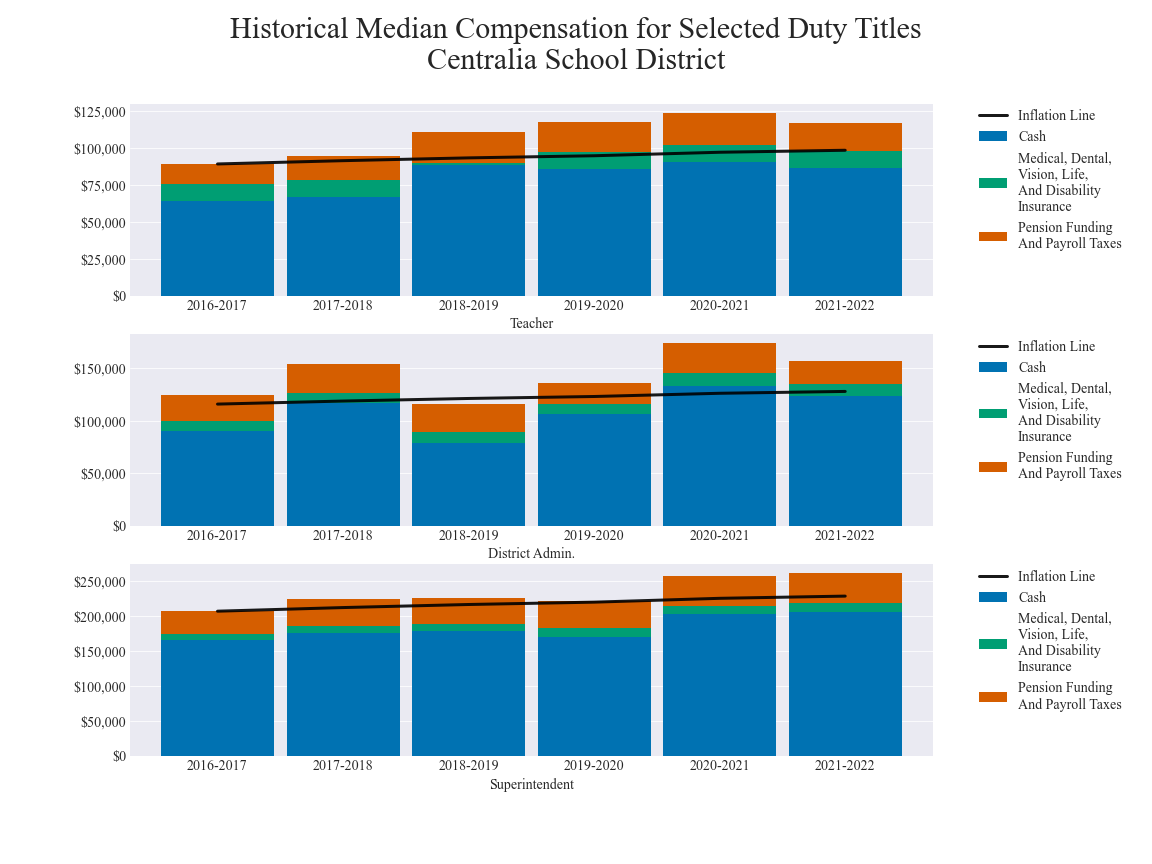 Historical Median Compensation for Selected Duty Titles
Centralia School District
$125,000
$100,000
$75,000
$50,000
$25,000
$0
2016-2017 2017-2018 2018-2019 2019-2020 2020-2021 2021-2022
Teacher
Inflation Line
Cash
Medical, Dental,
Vision, Life,
And Disability
Insurance
Pension Funding
And Payroll Taxes
$150,000
$100,000
$50,000
$0
2016-2017 2017-2018 2018-2019 2019-2020 2020-2021 2021-2022
District Admin.
Inflation Line
Cash
Medical, Dental,
Vision, Life,
And Disability
Insurance
Pension Funding
And Payroll Taxes
$250,000
$200,000
$150,000
$100,000
$50,000
$0
2016-2017 2017-2018 2018-2019 2019-2020 2020-2021 2021-2022
Superintendent
Inflation Line
Cash
Medical, Dental,
Vision, Life,
And Disability
Insurance
Pension Funding
And Payroll Taxes